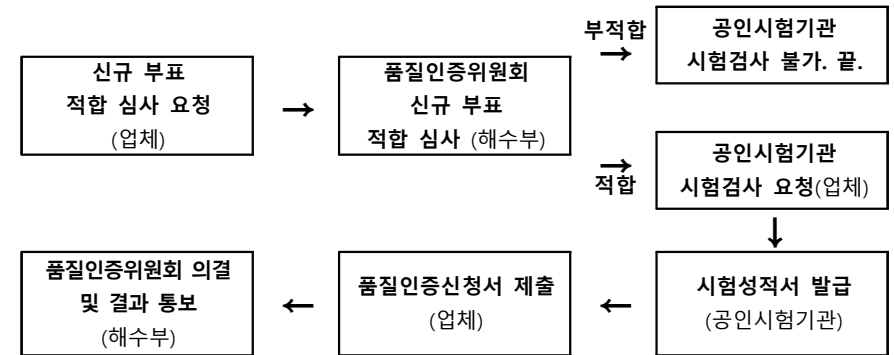 신규 부표
적합 심사 요청
(업체)
→
품질인증위원회
신규 부표
적합 심사 (해수부)
부적합
→
공인시험기관
시험검사 불가. 끝.
→
적합
공인시험기관
시험검사 요청(업체)
↓
시험성적서 발급
(공인시험기관)
←
품질인증신청서 제출
(업체)
←
품질인증위원회 의결
및 결과 통보
(해수부)